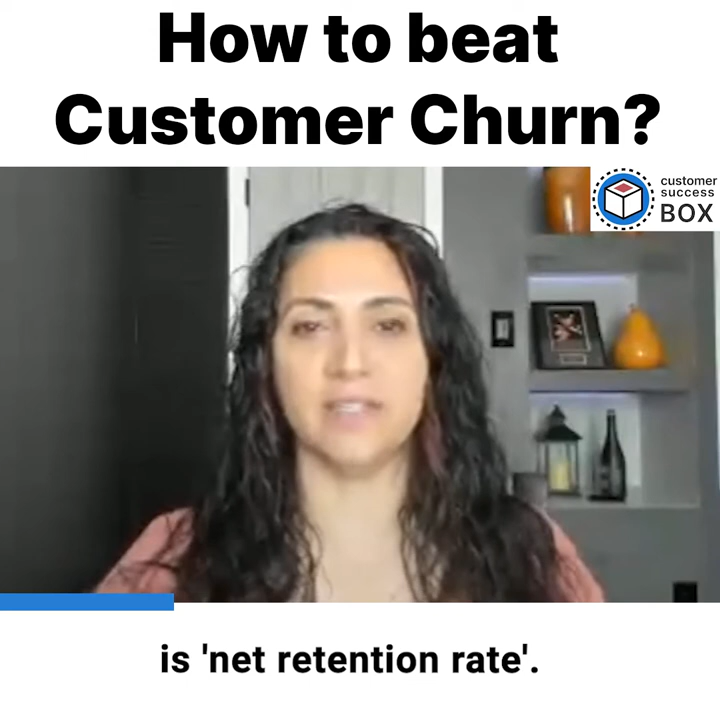 How to beat
Customer Churn?
customer
success
BOX
is 'net retention rate'.